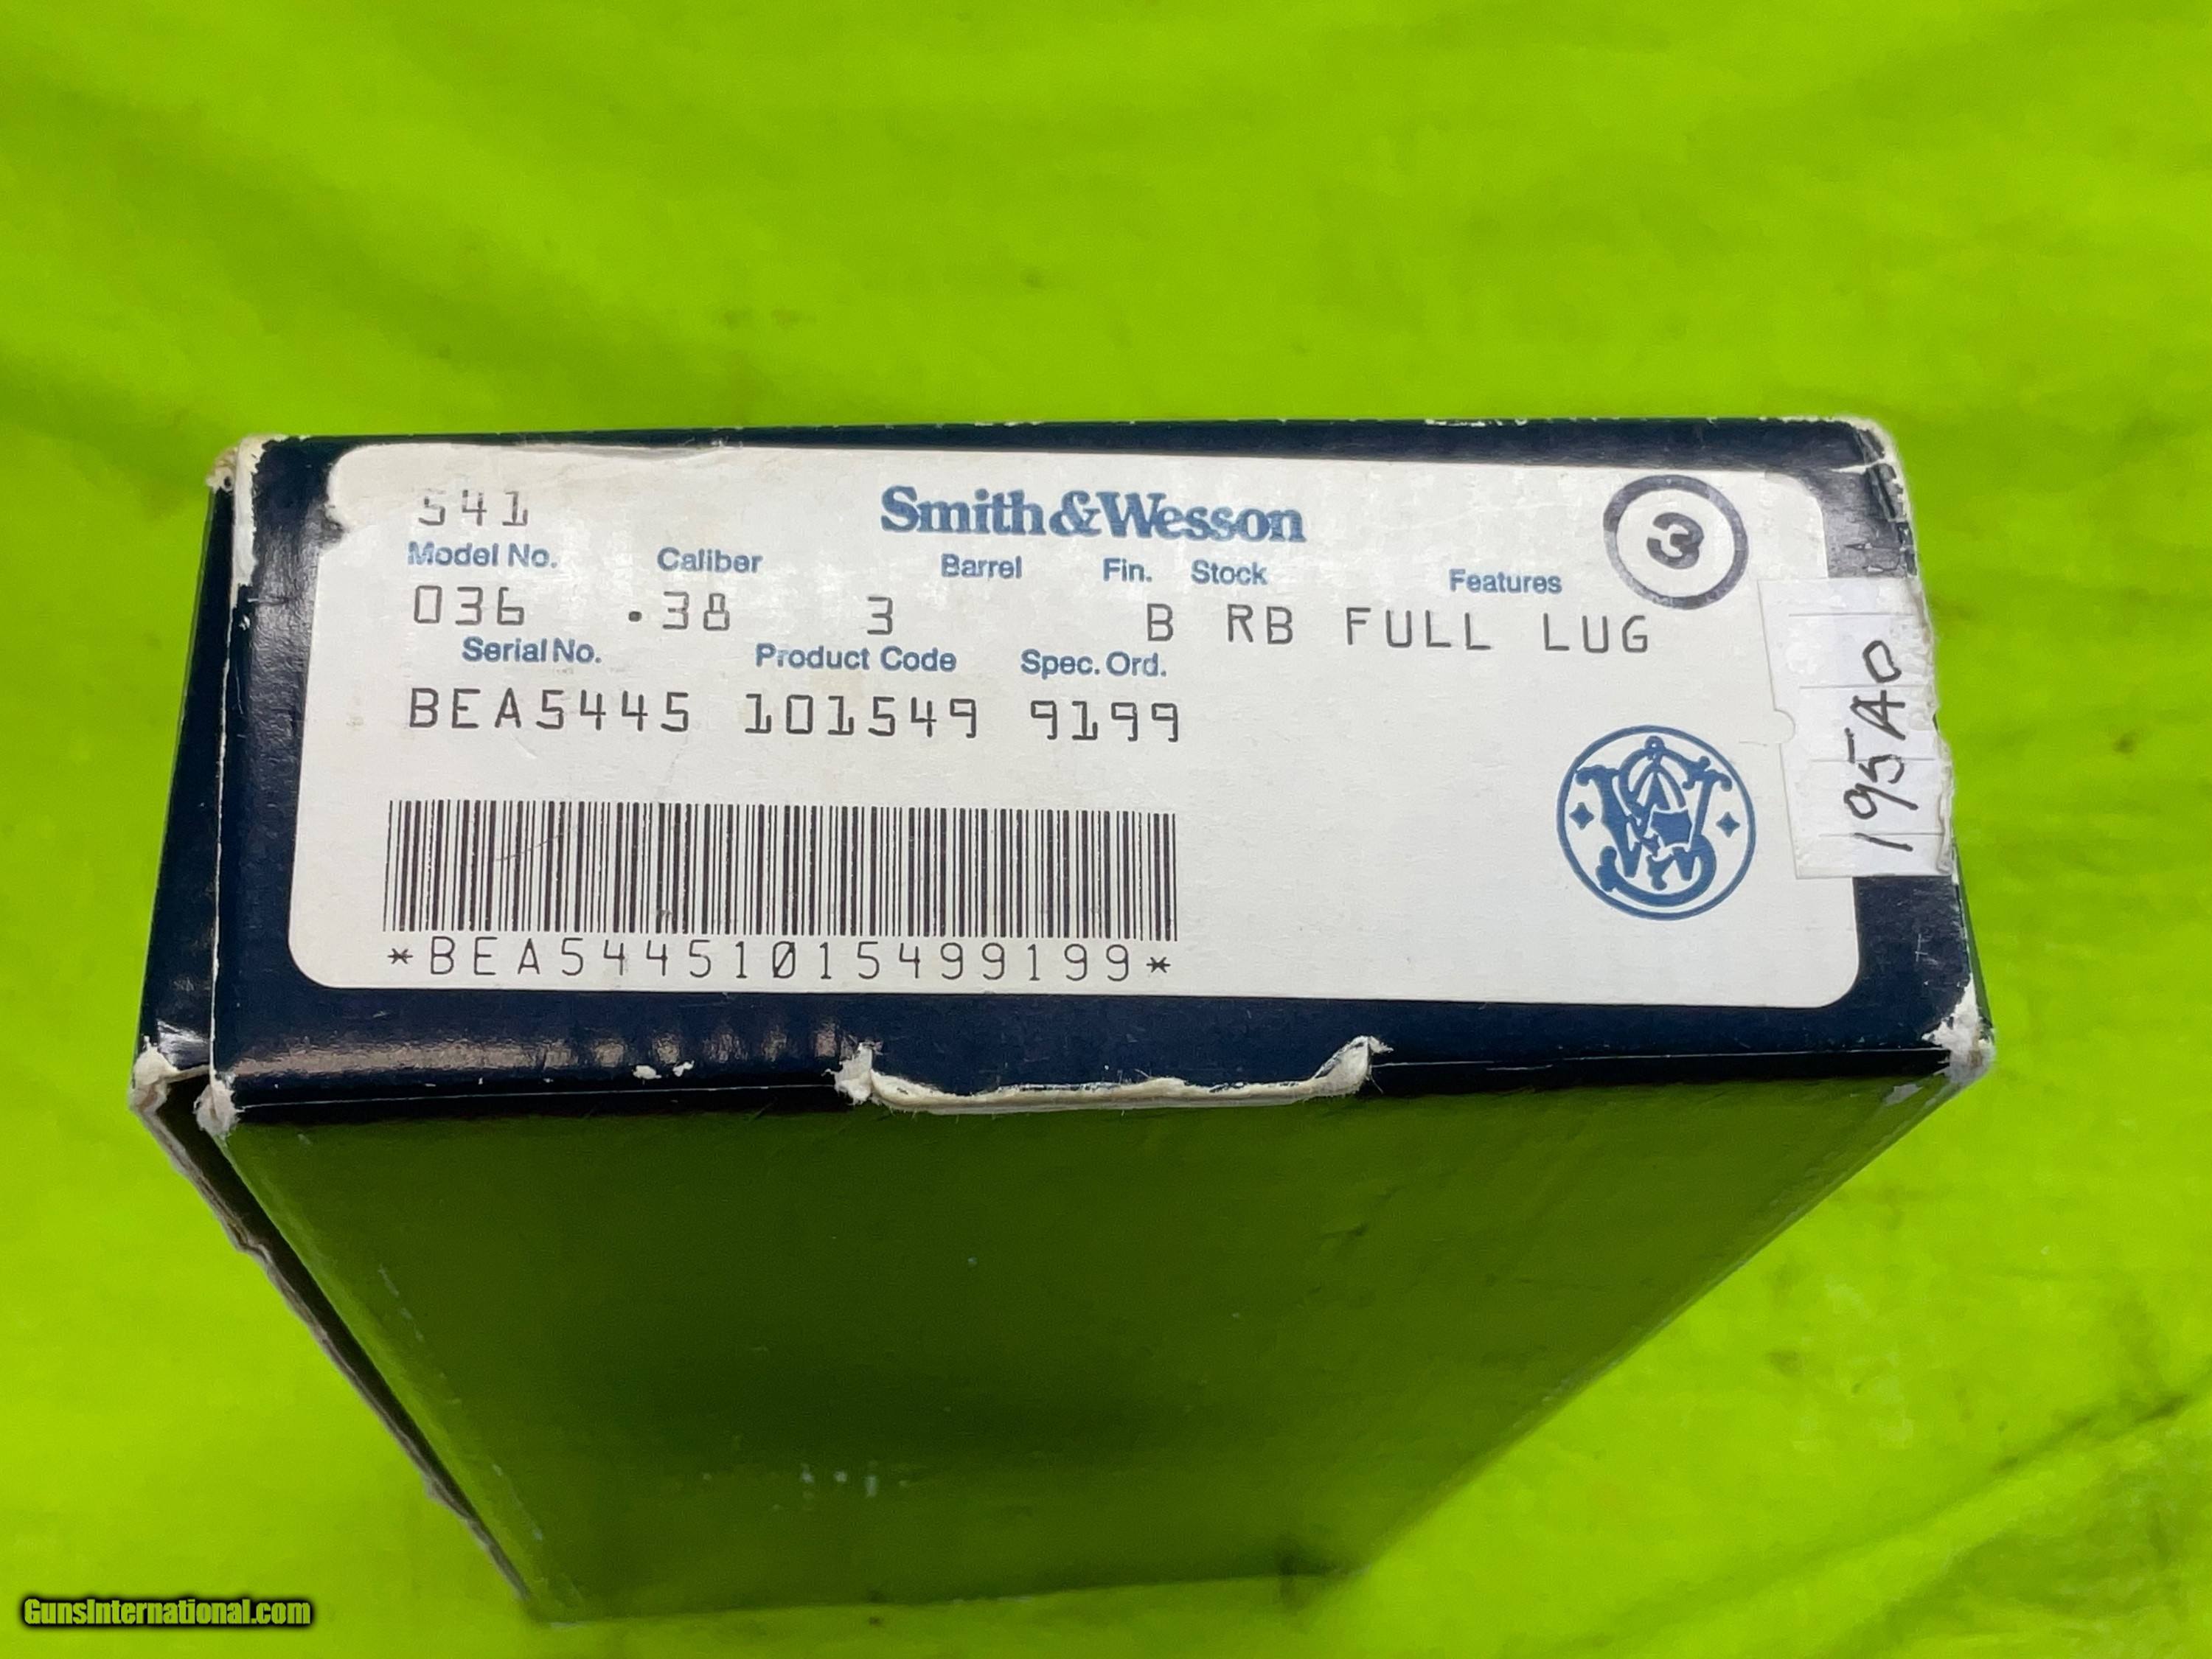 541
Smith&Wesson
3
Model No. Caliber Barrel Fin. Stock Features
036 .38 3 B RB FULL LUG
Serial No. Product Code Spec. Ord.
BEA5445 101549 9199
195A0
*BEA54451015499199*
GunsInternational.com